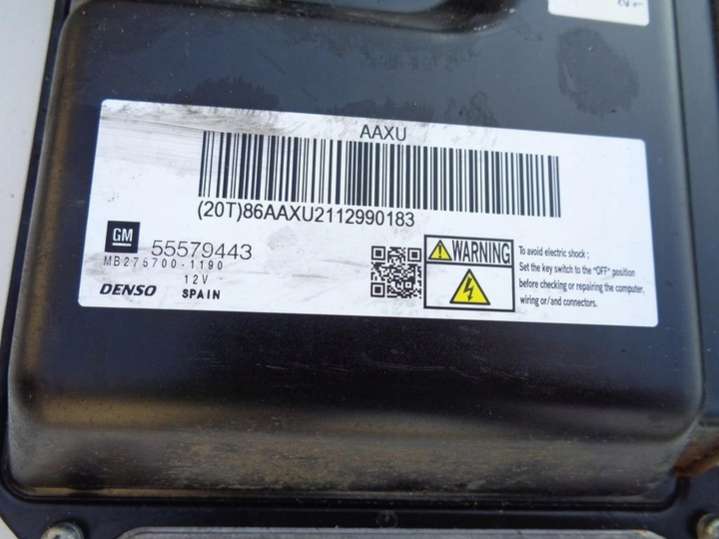 AAXU
(20T)86AAXU2112990183
GM
55579443
MB275700-1190
12V
DENSO
SPAIN
WARNING
To avoid electric shock ;
Set the key switch to the "OFF" position
before checking or repairing the computer,
wiring or/and connectors.